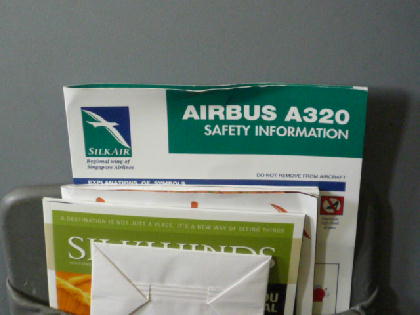 AIRBUS A320
SAFETY INFORMATION
SILKAIR
Regional wing of
Singapore Airlines
DO NOT REMOVE FROM AIRCRAFT
EXPLANATIONS OF SYMBOLS
A DESTINATION IS NOT JUST A PLACE, IT'S A NEW WAY OF SEEING THINGS
SILKWINDS